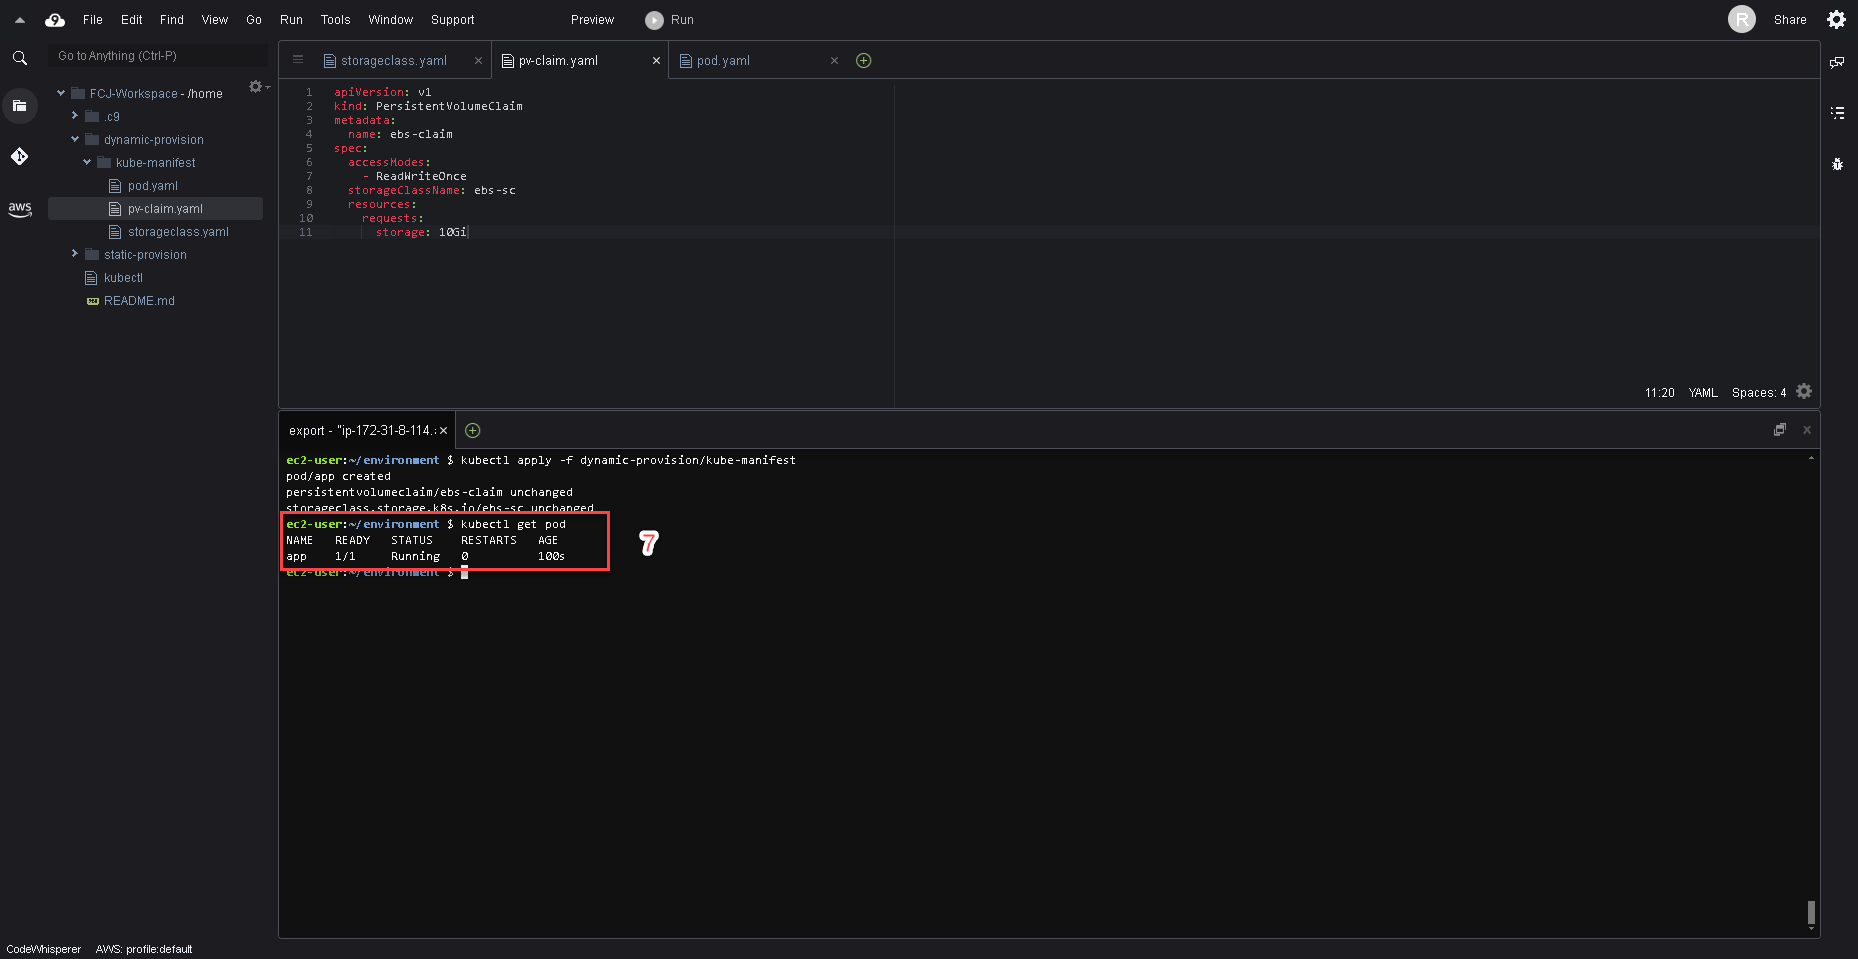 File Edit Find View Go Run Tools Window Support Preview Run R Share
Go to Anything (Ctrl-P)
FCJ-Workspace - /home
.c9
dynamic-provision
kube-manifest
pod.yaml
pv-claim.yaml
storageclass.yaml
static-provision
kubectl
README.md
aws
storageclass.yaml pv-claim.yaml pod.yaml
1 apiVersion: v1
2 kind: PersistentVolumeClaim
3 metadata:
4 name: ebs-claim
5 spec:
6 accessModes:
7 - ReadWriteOnce
8 storageClassName: ebs-sc
9 resources:
10 requests:
11 storage: 10Gi
11:20 YAML Spaces: 4
export - "ip-172-31-8-114.
ec2-user:~/environment $ kubectl apply -f dynamic-provision/kube-manifest
pod/app created
persistentvolumeclaim/ebs-claim unchanged
storageclass.storage.k8s.io/ebs-sc unchanged
ec2-user:~/environment $ kubectl get pod
NAME READY STATUS RESTARTS AGE
app 1/1 Running 0 100s
ec2-user:~/environment $
7
CodeWhisperer AWS: profile:default